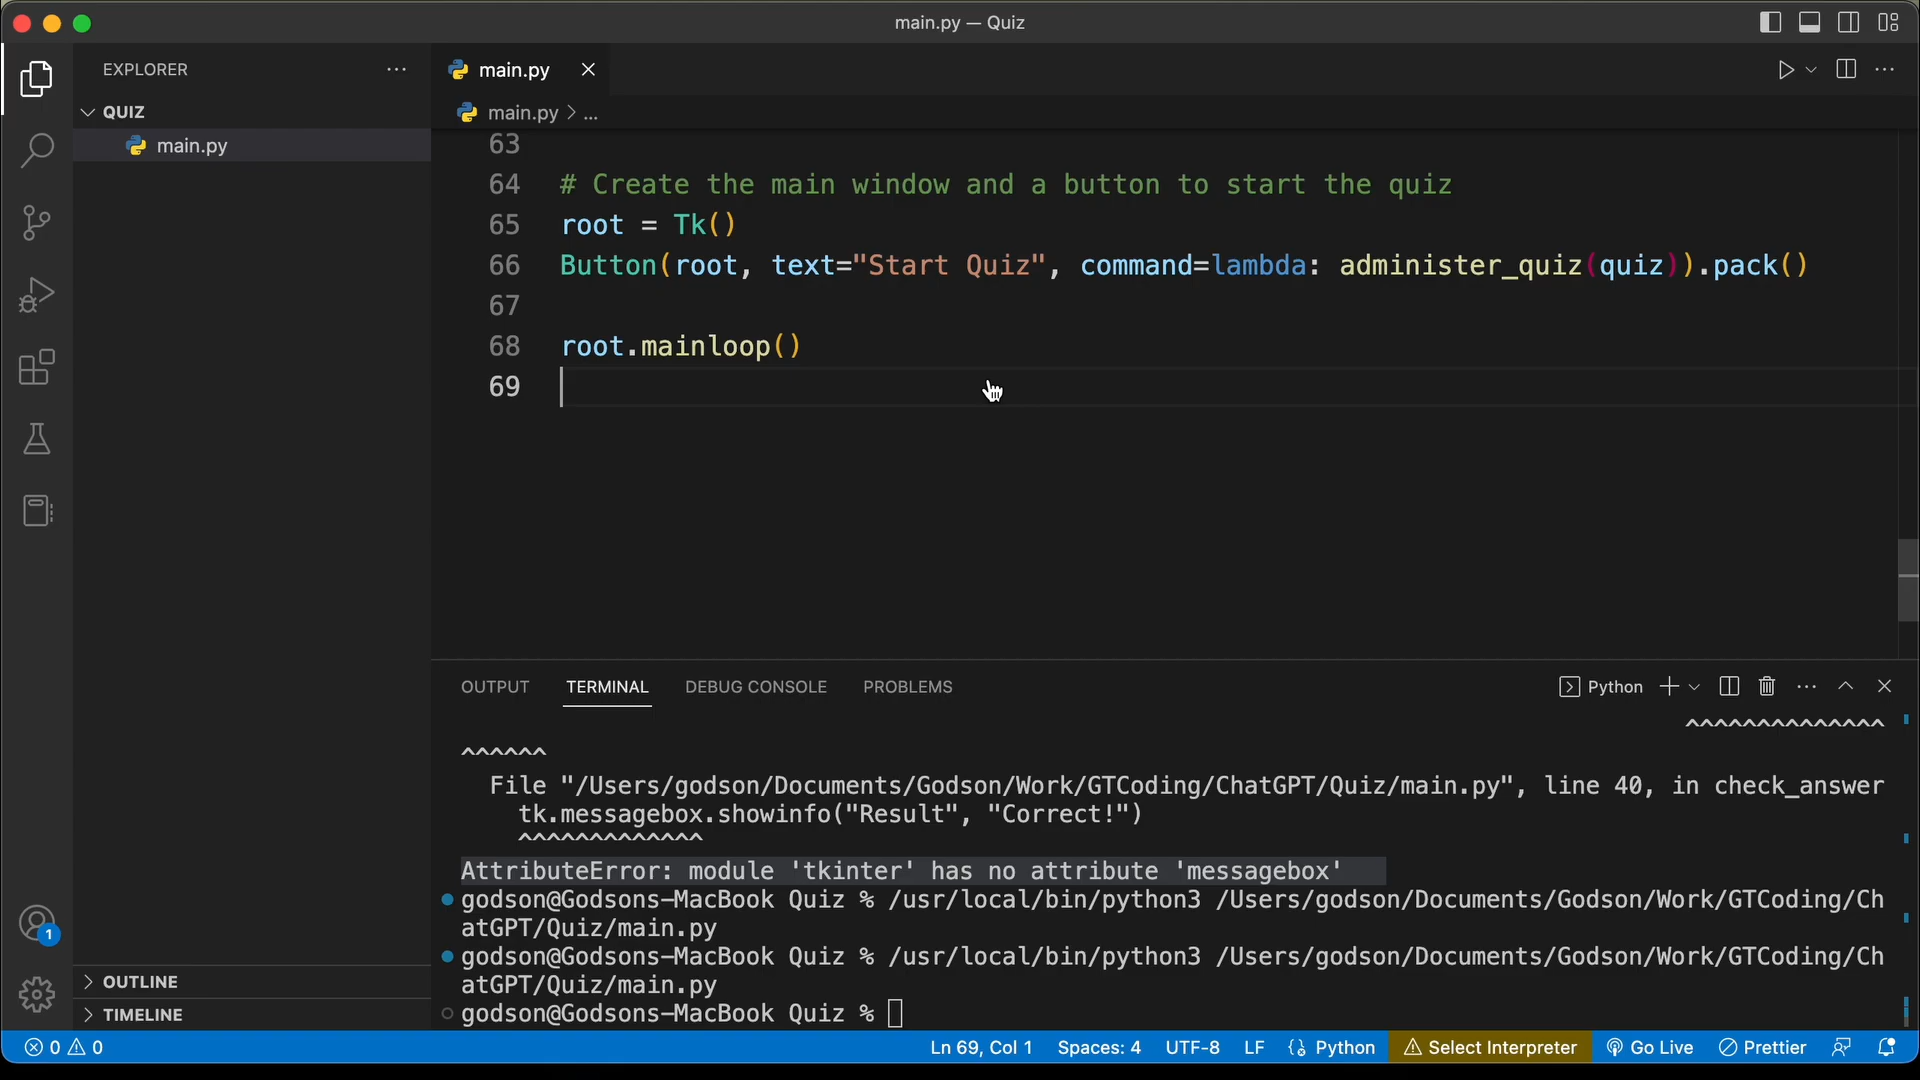 main.py — Quiz
EXPLORER
QUIZ
main.py
OUTLINE
TIMELINE
main.py
main.py > ...
63
64 # Create the main window and a button to start the quiz
65 root = Tk()
66 Button(root, text="Start Quiz", command=lambda: administer_quiz(quiz)).pack()
67
68 root.mainloop()
69
OUTPUT TERMINAL DEBUG CONSOLE PROBLEMS Python
^^^^^^^^^^^^^^
^^^^^^
File "/Users/godson/Documents/Godson/Work/GTCoding/ChatGPT/Quiz/main.py", line 40, in check_answer
tk.messagebox.showinfo("Result", "Correct!")
^^^^^^^^^^^^^
AttributeError: module 'tkinter' has no attribute 'messagebox'
godson@Godsons-MacBook Quiz % /usr/local/bin/python3 /Users/godson/Documents/Godson/Work/GTCoding/Ch
atGPT/Quiz/main.py
godson@Godsons-MacBook Quiz % /usr/local/bin/python3 /Users/godson/Documents/Godson/Work/GTCoding/Ch
atGPT/Quiz/main.py
godson@Godsons-MacBook Quiz %
1
0 0 Ln 69, Col 1 Spaces: 4 UTF-8 LF Python Select Interpreter Go Live Prettier